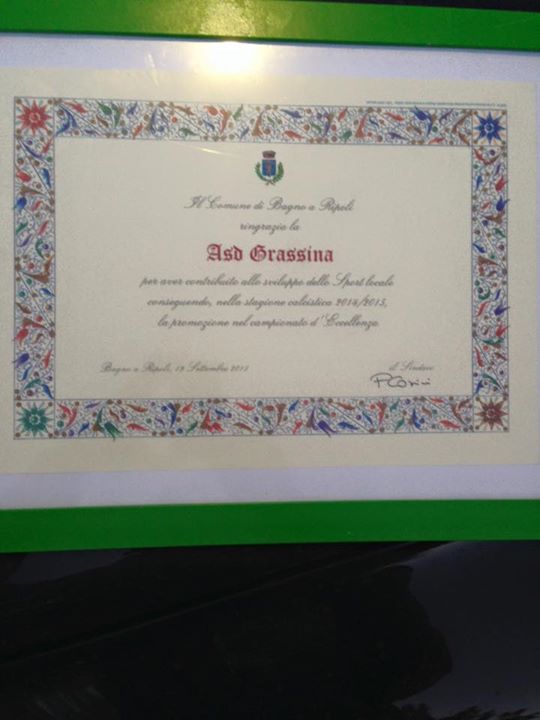 Il Comune di Bagno a Ripoli
ringrazia la
Asd Grassina
per aver contribuito allo sviluppo dello Sport locale
conseguendo, nella stagione calcistica 2014/2015,
la promozione nel campionato d'Eccellenza
Bagno a Ripoli, Settembre 2015
il Sindaco